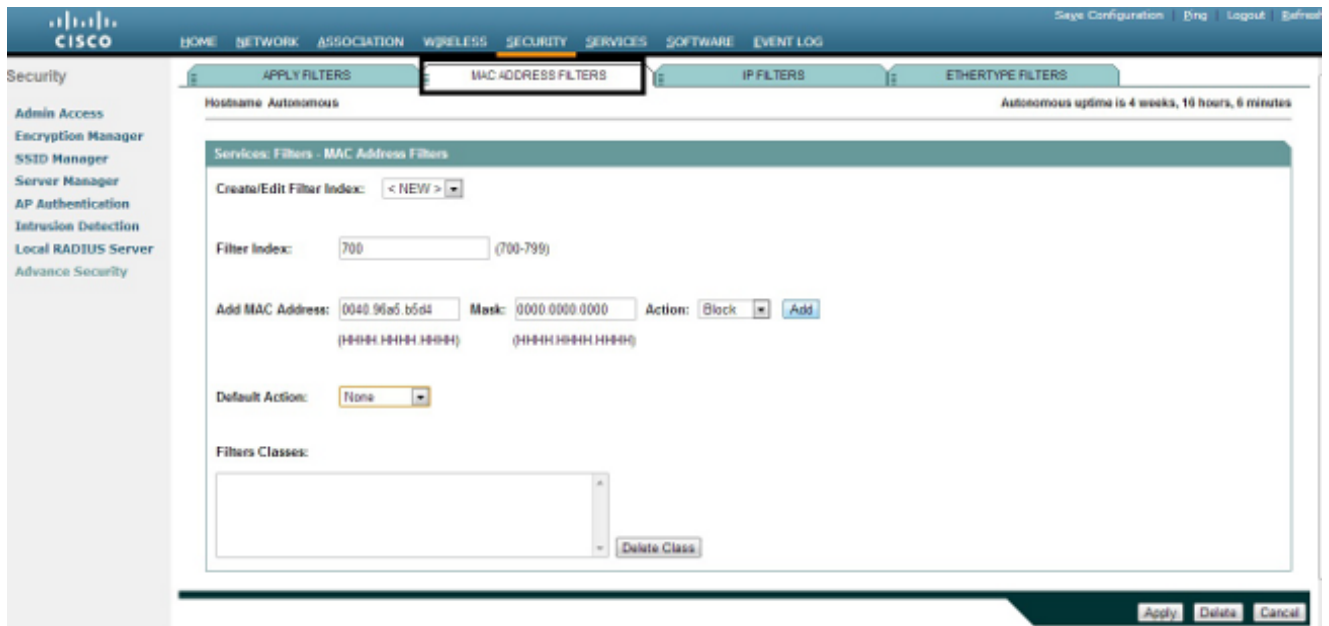 CISCO
Save Configuration Ping Logout Refresh
HOME NETWORK ASSOCIATION WIRELESS SECURITY SERVICES SOFTWARE EVENT LOG
Security
Admin Access
Encryption Manager
SSID Manager
Server Manager
AP Authentication
Intrusion Detection
Local RADIUS Server
Advance Security
APPLY FILTERS MAC ADDRESS FILTERS IP FILTERS ETHERTYPE FILTERS
Hostname Autonomous Autonomous uptime is 4 weeks, 16 hours, 6 minutes
Services: Filters - MAC Address Filters
Create/Edit Filter Index: < NEW >
Filter Index: 700 (700-799)
Add MAC Address: 0040.96a5.b5d4 Mask: 0000.0000.0000 Action: Block Add
(HHHH.HHHH.HHHH) (HHHH.HHHH.HHHH)
Default Action: None
Filters Classes:
Delete Class
Apply Delete Cancel